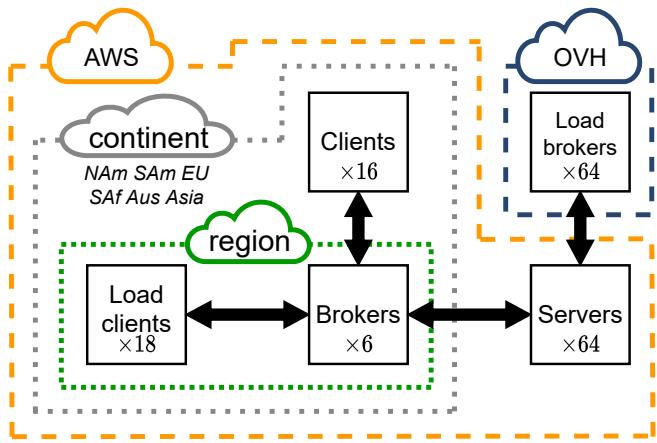 AWS
OVH
continent
NAm SAm EU
SAf Aus Asia
Clients
×16
Load
brokers
×64
region
Load
clients
×18
Brokers
×6
Servers
×64